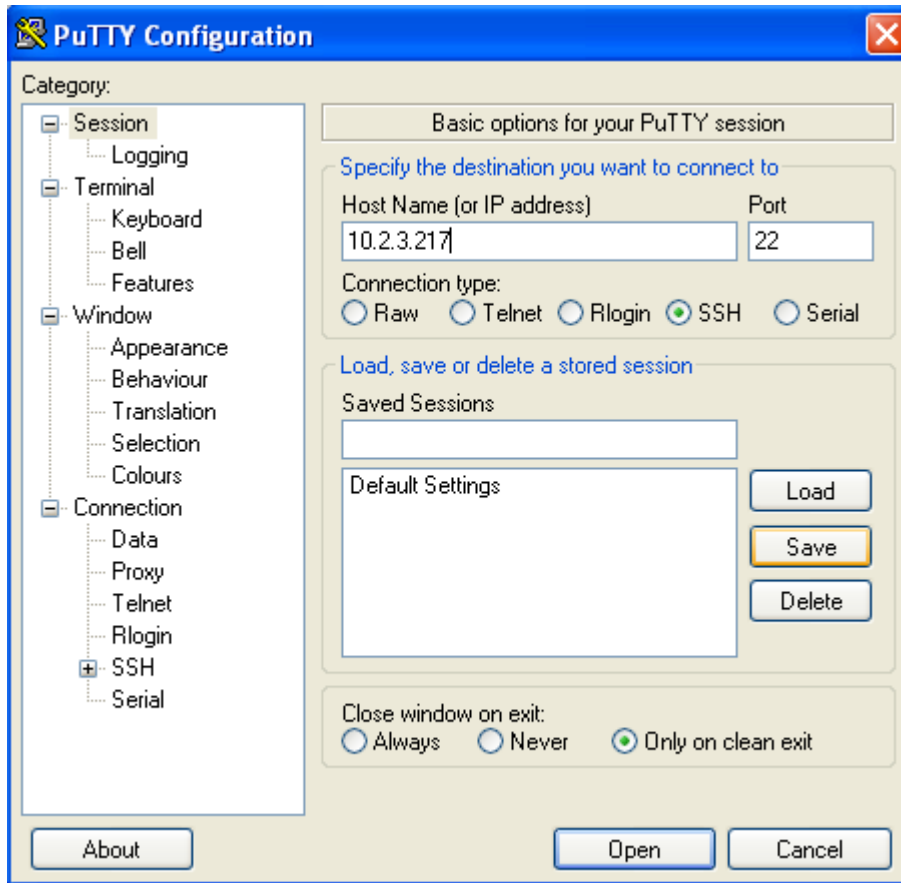 PuTTY Configuration
Category:
Session
Logging
Terminal
Keyboard
Bell
Features
Window
Appearance
Behaviour
Translation
Selection
Colours
Connection
Data
Proxy
Telnet
Rlogin
SSH
Serial
Basic options for your PuTTY session
Specify the destination you want to connect to
Host Name (or IP address) Port
10.2.3.217 22
Connection type:
Raw Telnet Rlogin SSH Serial
Load, save or delete a stored session
Saved Sessions
Default Settings
Load
Save
Delete
Close window on exit:
Always Never Only on clean exit
About Open Cancel